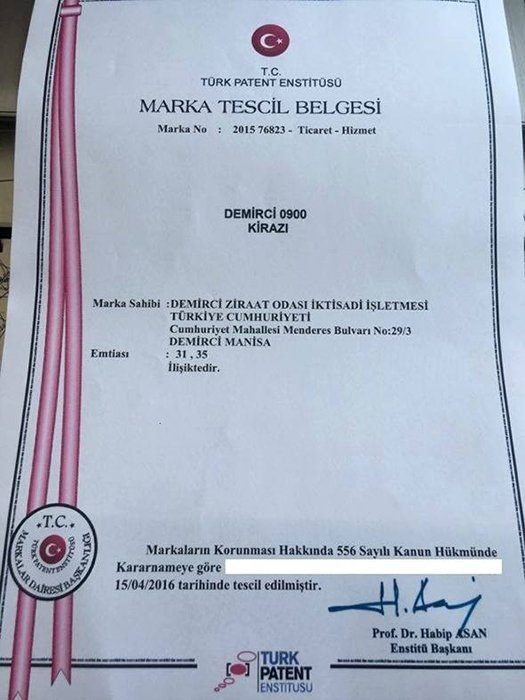 T.C.
TÜRK PATENT ENSTİTÜSÜ
MARKA TESCİL BELGESİ
Marka No : 2015 76823 - Ticaret - Hizmet
DEMİRCİ 0900
KİRAZI
Marka Sahibi :DEMİRCİ ZİRAAT ODASI İKTİSADİ İŞLETMESİ
TÜRKİYE CUMHURİYETİ
Cumhuriyet Mahallesi Menderes Bulvarı No:29/3
DEMİRCİ MANİSA
Emtiası : 31 , 35
İlişiktedir.
T.C.
TÜRK PATENT ENSTİTÜSÜ
MARKALAR DAİRESİ BAŞKANLIĞI
Markaların Korunması Hakkında 556 Sayılı Kanun Hükmünde
Kararnameye göre
15/04/2016 tarihinde tescil edilmiştir.
Prof. Dr. Habip ASAN
Enstitü Başkanı
TURK
PATENT
ENSTITUSU